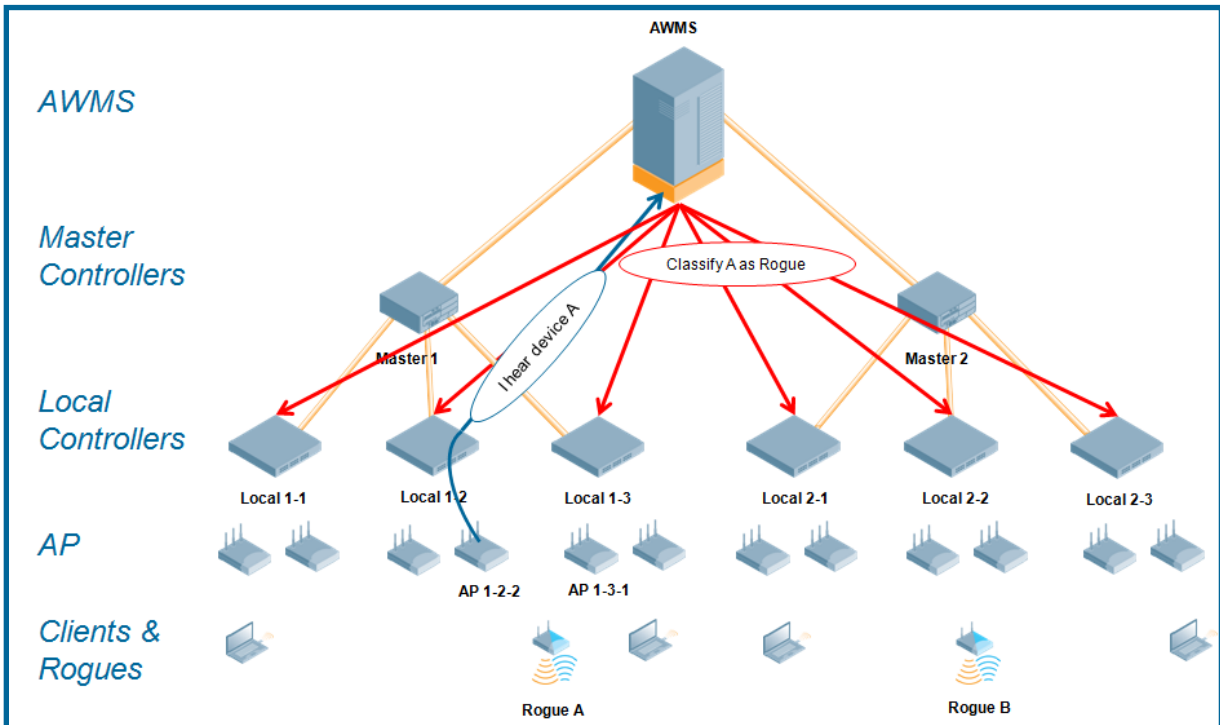 AWMS
AWMS
Master
Controllers
Classify A as Rogue
I hear device A
Master 1
Master 2
Local
Controllers
Local 1-1
Local 1-2
Local 1-3
Local 2-1
Local 2-2
Local 2-3
AP
AP 1-2-2
AP 1-3-1
Clients &
Rogues
Rogue A
Rogue B